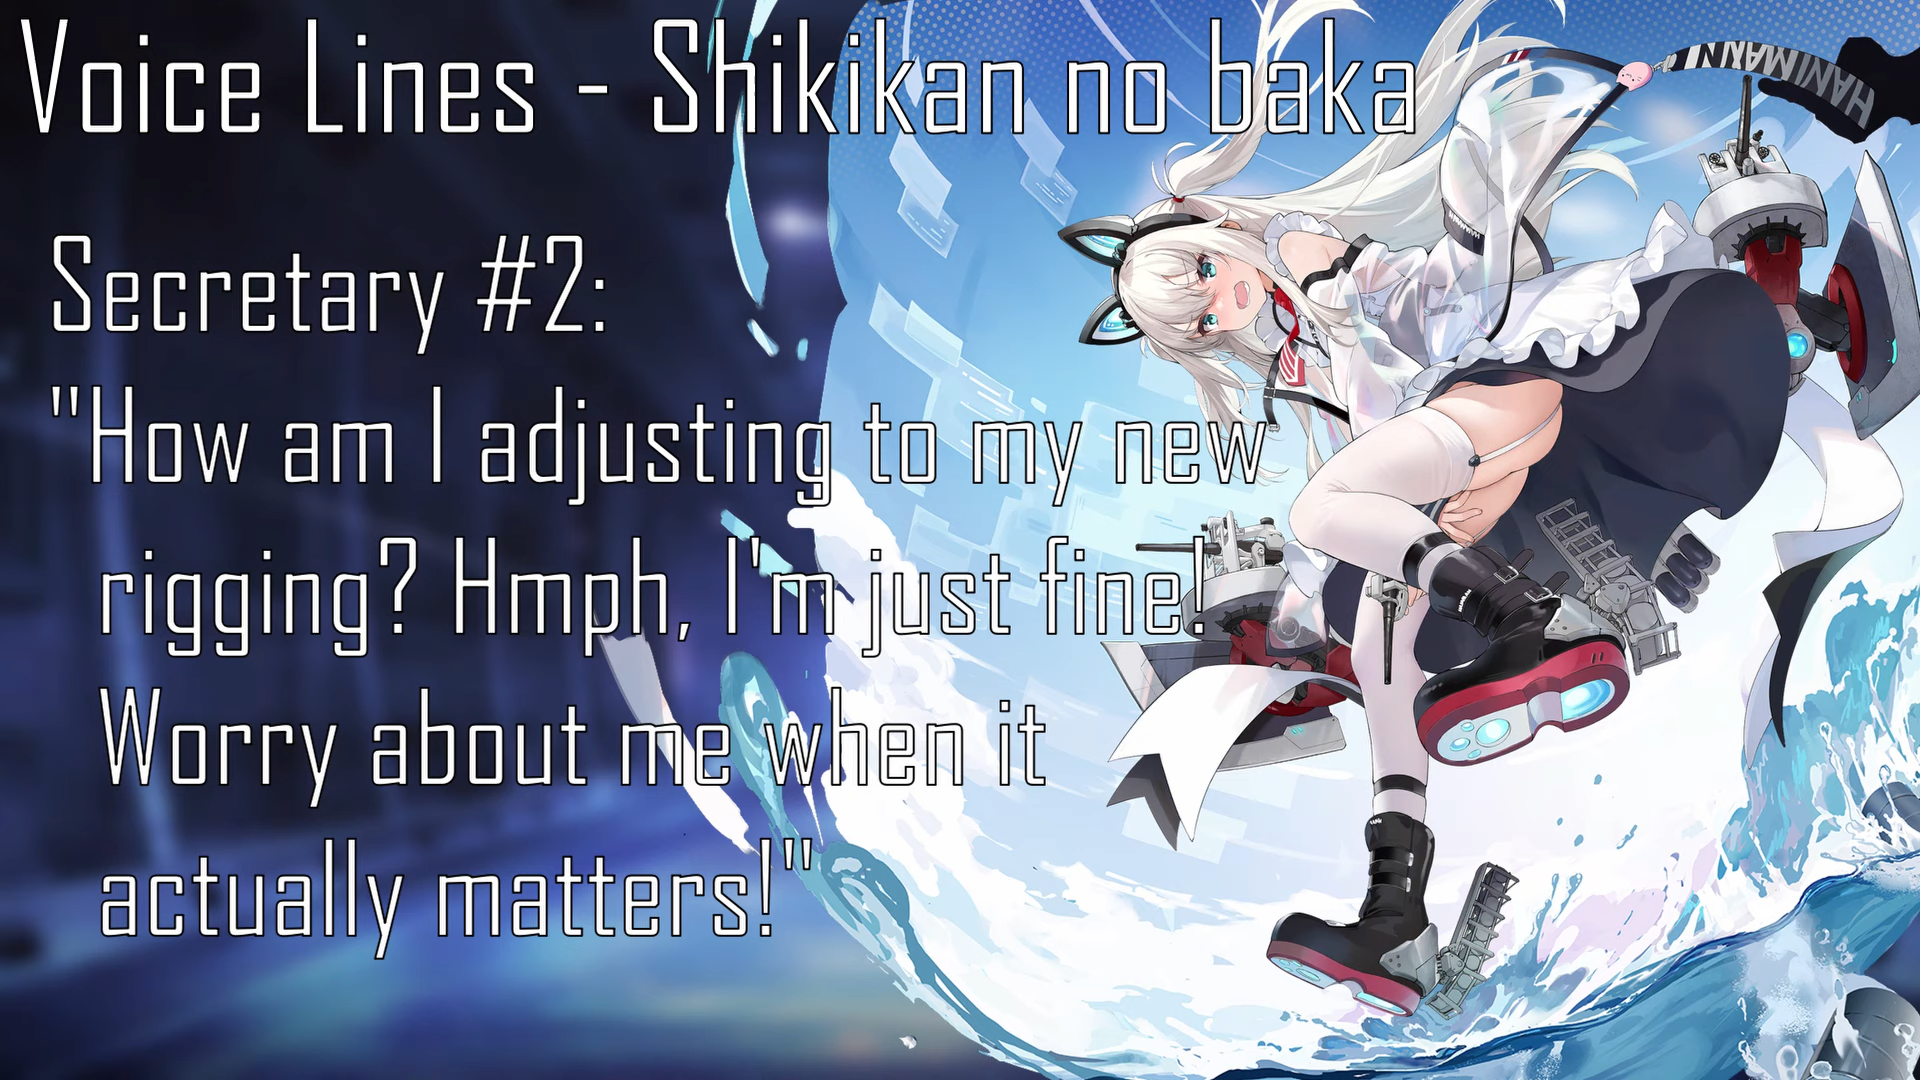 Voice Lines - Shikikan no baka
HANIMANN
Secretary #2:
"How am I adjusting to my new
rigging? Hmph, I'm just fine!
Worry about me when it
actually matters!"